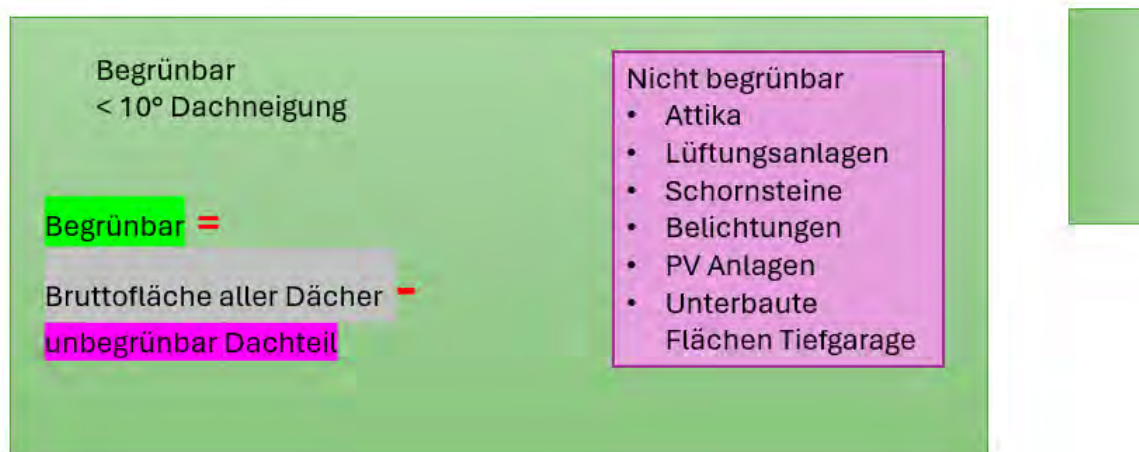 Begrünbar
< 10° Dachneigung
Begrünbar =
Bruttofläche aller Dächer -
unbegrünbar Dachteil
Nicht begrünbar
• Attika
• Lüftungsanlagen
• Schornsteine
• Belichtungen
• PV Anlagen
• Unterbaute
Flächen Tiefgarage